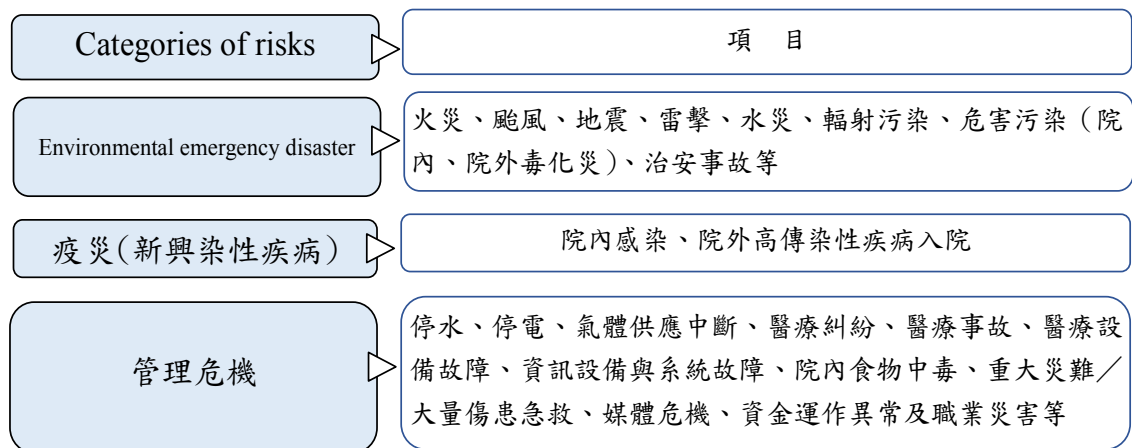 Categories of risks
項　目
Environmental emergency disaster
火災、颱風、地震、雷擊、水災、輻射污染、危害污染（院
內、院外毒化災）、治安事故等
疫災(新興染性疾病)
院內感染、院外高傳染性疾病入院
管理危機
停水、停電、氣體供應中斷、醫療糾紛、醫療事故、醫療設
備故障、資訊設備與系統故障、院內食物中毒、重大災難／
大量傷患急救、媒體危機、資金運作異常及職業災害等